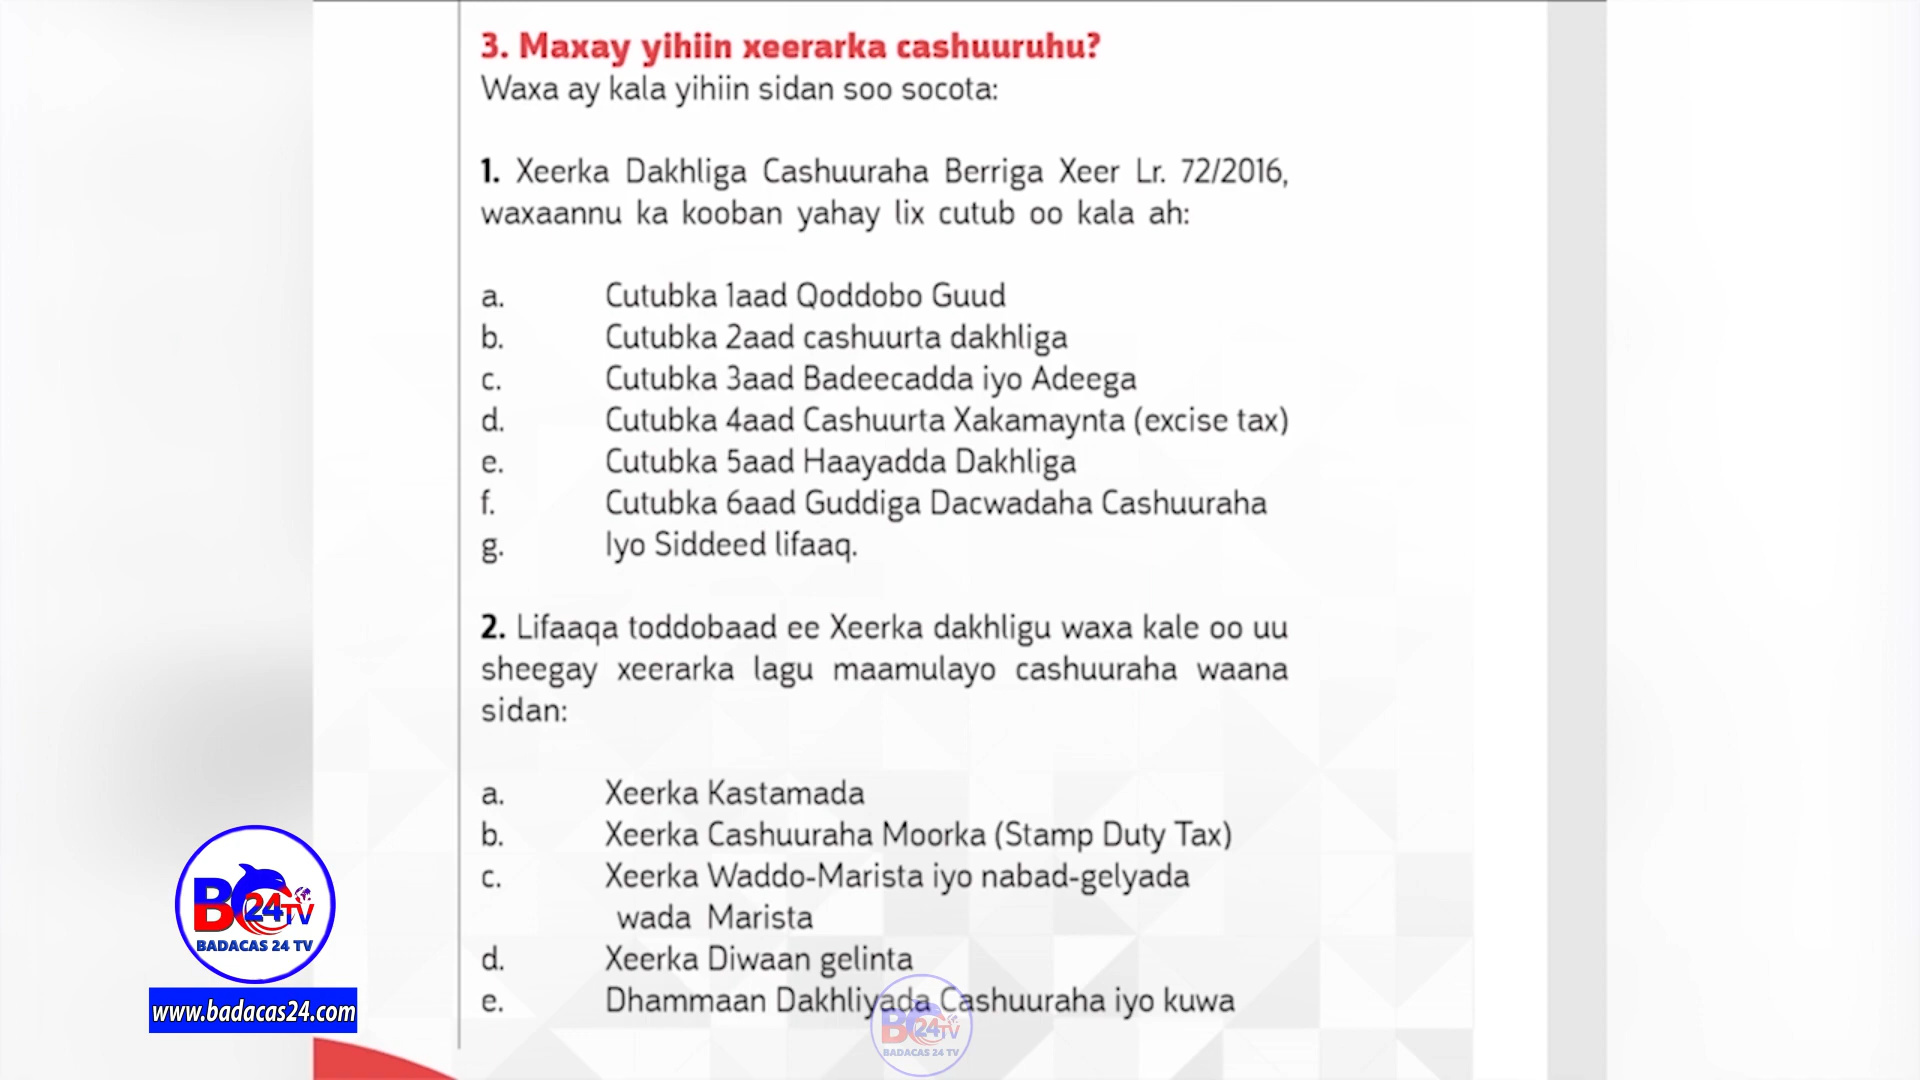 3. Maxay yihiin xeerarka cashuuruhu?
Waxa ay kala yihiin sidan soo socota:
1. Xeerka Dakhliga Cashuuraha Berriga Xeer Lr. 72/2016,
waxaannu ka kooban yahay lix cutub oo kala ah:
a. Cutubka 1aad Qoddobo Guud
b. Cutubka 2aad cashuurta dakhliga
c. Cutubka 3aad Badeecadda iyo Adeega
d. Cutubka 4aad Cashuurta Xakamaynta (excise tax)
e. Cutubka 5aad Haayadda Dakhliga
f. Cutubka 6aad Guddiga Dacwadaha Cashuuraha
g. Iyo Siddeed lifaaq.
2. Lifaaqa toddobaad ee Xeerka dakhligu waxa kale oo uu
sheegay xeerarka lagu maamulayo cashuuraha waana
sidan:
a. Xeerka Kastamada
b. Xeerka Cashuuraha Moorka (Stamp Duty Tax)
c. Xeerka Waddo-Marista iyo nabad-gelyada
wada Marista
d. Xeerka Diwaan gelinta
e. Dhammaan Dakhliyada Cashuuraha iyo kuwa
BC 24 TV
BADACAS 24 TV
www.badacas24.com
BC 24 TV
BADACAS 24 TV